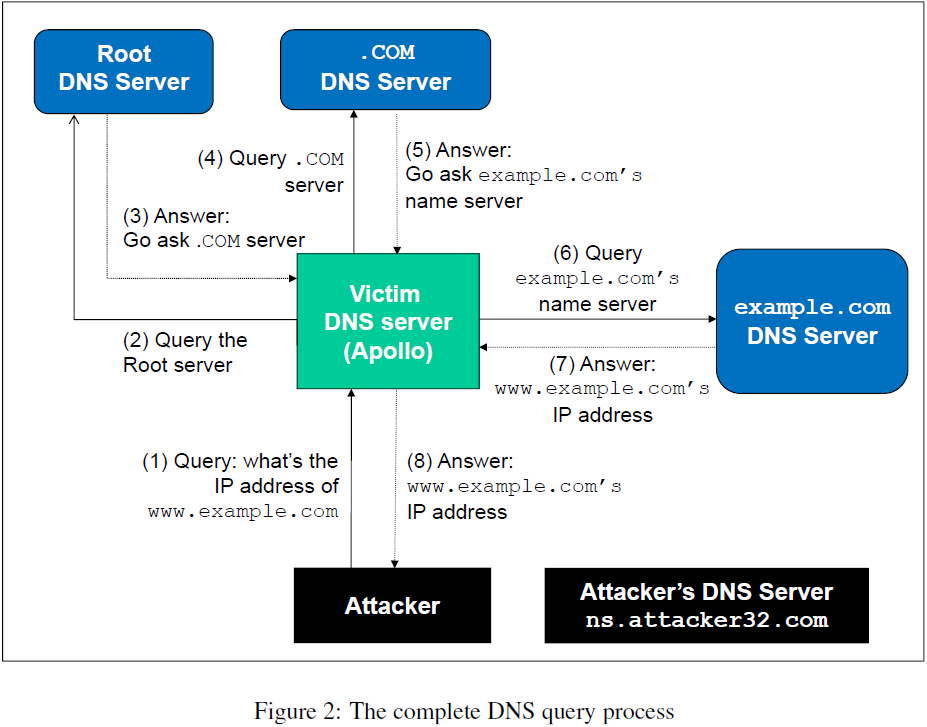 Root
DNS Server
.COM
DNS Server
(4) Query .COM
server
(5) Answer:
Go ask example.com’s
name server
(3) Answer:
Go ask .COM server
(6) Query
example.com’s
name server
Victim
DNS server
(Apollo)
example.com
DNS Server
(2) Query the
Root server
(7) Answer:
www.example.com’s
IP address
(1) Query: what’s the
IP address of
www.example.com
(8) Answer:
www.example.com’s
IP address
Attacker
Attacker’s DNS Server
ns.attacker32.com
Figure 2: The complete DNS query process